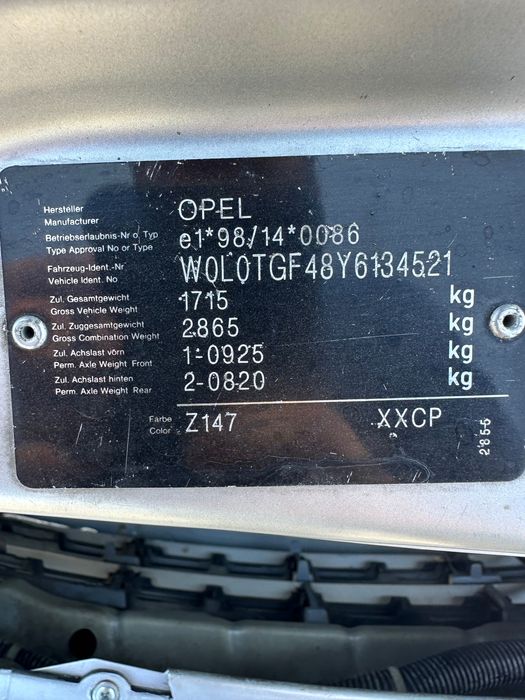 Hersteller
Manufacturer
OPEL
Betriebserlaubnis-Nr o. Typ
Type Approval No or Type
e1*98/14*0086
Fahrzeug-Ident.-Nr
Vehicle Ident. No
W0L0TGF48Y6134521
Zul. Gesamtgewicht
Gross Vehicle Weight
1715 kg
Zul. Zuggesamtgewicht
Gross Combination Weight
2865 kg
Zul. Achslast vorn
Perm. Axle Weight Front
1-0925 kg
Zul. Achslast hinten
Perm. Axle Weight Rear
2-0820 kg
Farbe
Color
Z147 XXCP
2855